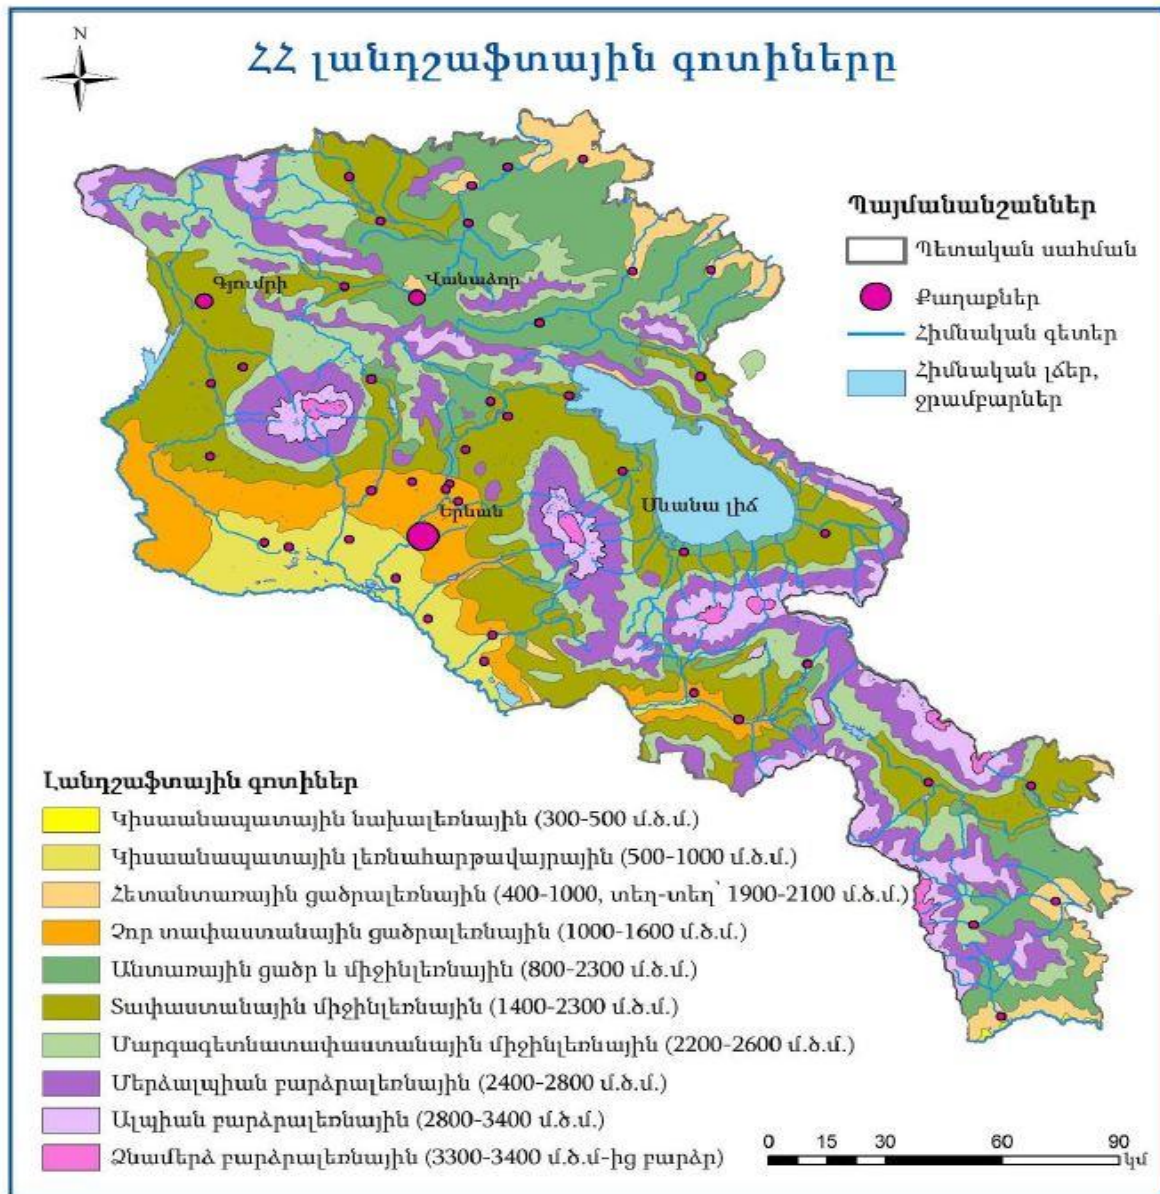 N
ՀՀ լանդշաֆտային գոտիները
Պայմանանշաններ
Պետական սահման
Քաղաքներ
Հիմնական գետեր
Հիմնական լճեր,
ջրամբարներ
Գյումրի
Վանաձոր
Երևան
Սևանա լիճ
Լանդշաֆտային գոտիներ
Կիսաանապատային նախալեռնային (300-500 մ.ծ.մ.)
Կիսաանապատային լեռնահարթավայրային (500-1000 մ.ծ.մ.)
Հետանտառային ցածրալեռնային (400-1000, տեղ-տեղ՝ 1900-2100 մ.ծ.մ.)
Չոր տափաստանային ցածրալեռնային (1000-1600 մ.ծ.մ.)
Անտառային ցածր և միջինլեռնային (800-2300 մ.ծ.մ.)
Տափաստանային միջինլեռնային (1400-2300 մ.ծ.մ.)
Մարգագետնատափաստանային միջինլեռնային (2200-2600 մ.ծ.մ.)
Մերձալպիան բարձրալեռնային (2400-2800 մ.ծ.մ.)
Ալպիան բարձրալեռնային (2800-3400 մ.ծ.մ.)
Ձնամերձ բարձրալեռնային (3300-3400 մ.ծ.մ-ից բարձր)
0 15 30 60 90
կմ